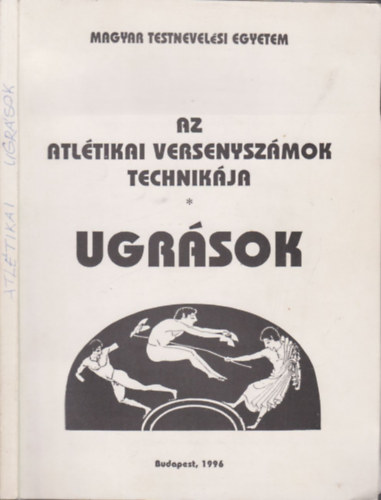 MAGYAR TESTNEVELÉSI EGYETEM
AZ
ATLÉTIKAI VERSENYSZÁMOK
TECHNIKÁJA
*
UGRÁSOK
Budapest, 1996
ATLÉTIKAI UGRÁSOK